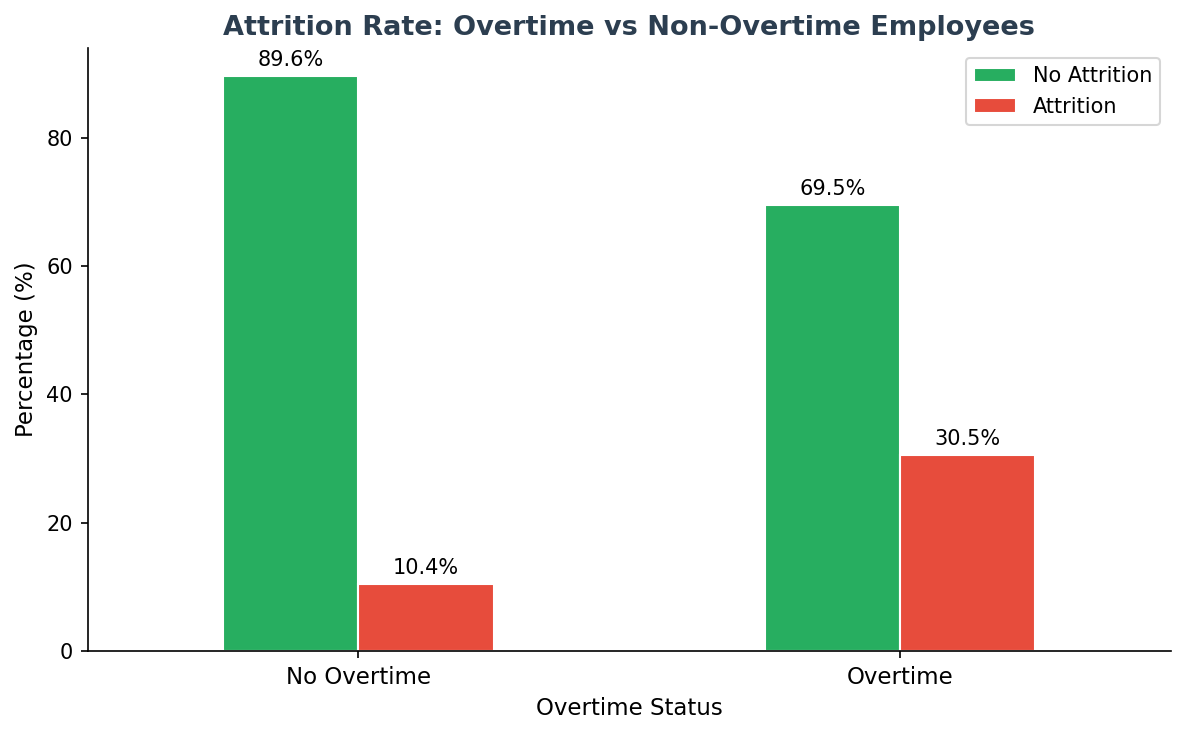 Attrition Rate: Overtime vs Non-Overtime Employees
89.6%
No Attrition
Attrition
80
69.5%
60
Percentage (%)
40
30.5%
20
10.4%
0
No Overtime
Overtime
Overtime Status